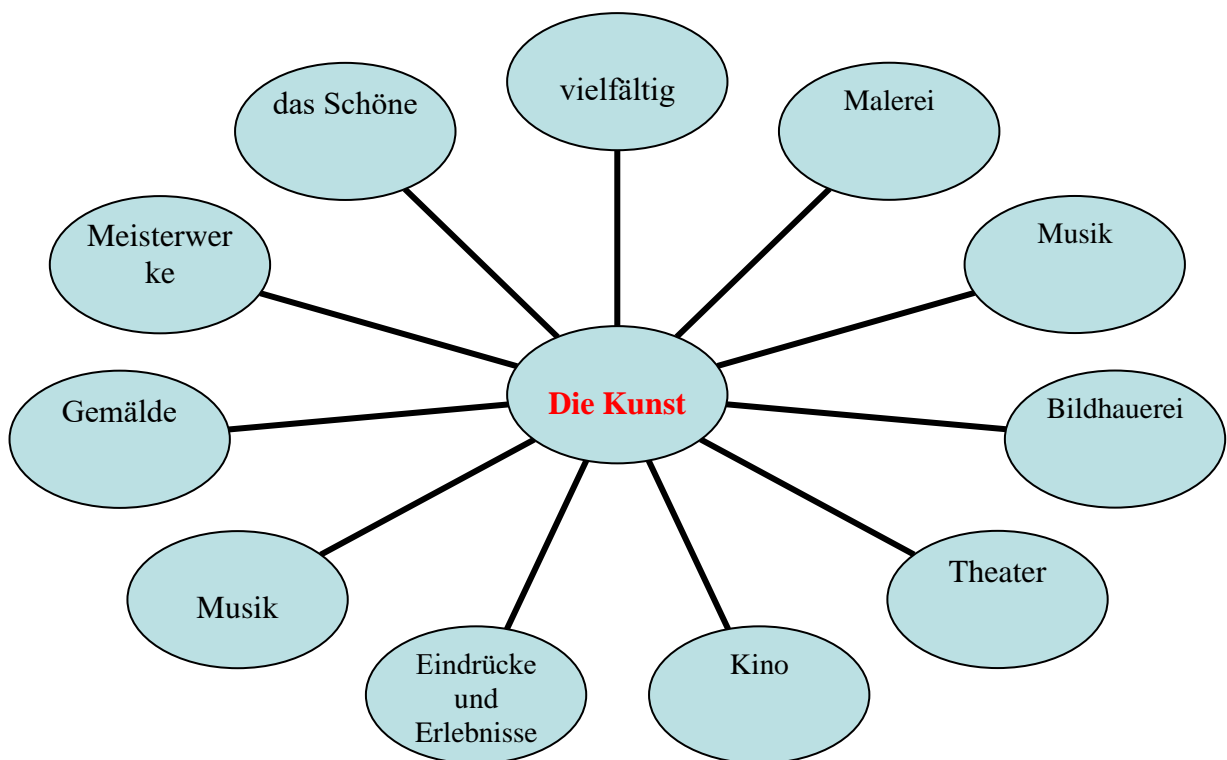 vielfältig
das Schöne
Malerei
Meisterwer
ke
Musik
Die Kunst
Gemälde
Bildhauerei
Theater
Musik
Eindrücke
und
Erlebnisse
Kino